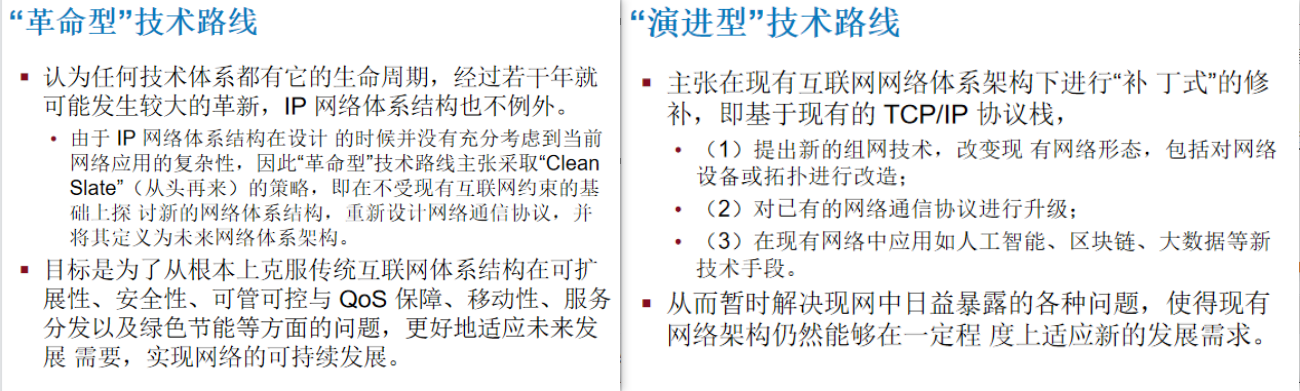 “革命型”技术路线
▪ 认为任何技术体系都有它的生命周期，经过若干年就
可能发生较大的革新，IP 网络体系结构也不例外。
• 由于 IP 网络体系结构在设计 的时候并没有充分考虑到当前
网络应用的复杂性，因此“革命型”技术路线主张采取“Clean
Slate”（从头再来）的策略，即在不受现有互联网约束的基
础上探 讨新的网络体系结构，重新设计网络通信协议，并
将其定义为未来网络体系架构。
▪ 目标是为了从根本上克服传统互联网体系结构在可扩
展性、安全性、可管可控与 QoS 保障、移动性、服务
分发以及绿色节能等方面的问题，更好地适应未来发
展 需要，实现网络的可持续发展。
“演进型”技术路线
▪ 主张在现有互联网网络体系架构下进行“补 丁式”的修
补，即基于现有的 TCP/IP 协议栈，
• （1）提出新的组网技术，改变现 有网络形态，包括对网络
设备或拓扑进行改造；
• （2）对已有的网络通信协议进行升级；
• （3）在现有网络中应用如人工智能、区块链、大数据等新
技术手段。
▪ 从而暂时解决现网中日益暴露的各种问题，使得现有
网络架构仍然能够在一定程 度上适应新的发展需求。